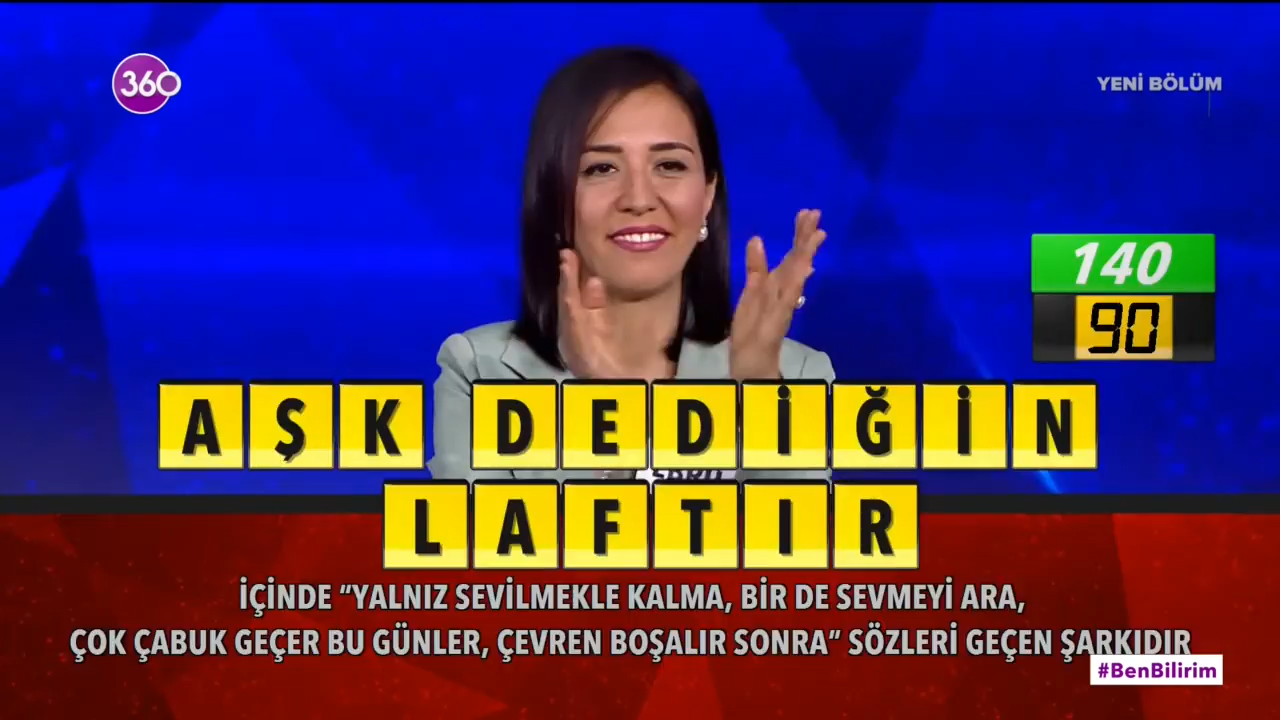 360
YENİ BÖLÜM
140
90
AŞK DEDİĞİN
LAFTIR
İÇİNDE “YALNIZ SEVİLMEKLE KALMA, BİR DE SEVMEYİ ARA,
ÇOK ÇABUK GEÇER BU GÜNLER, ÇEVREN BOŞALIR SONRA” SÖZLERİ GEÇEN ŞARKIDIR
#BenBilirim